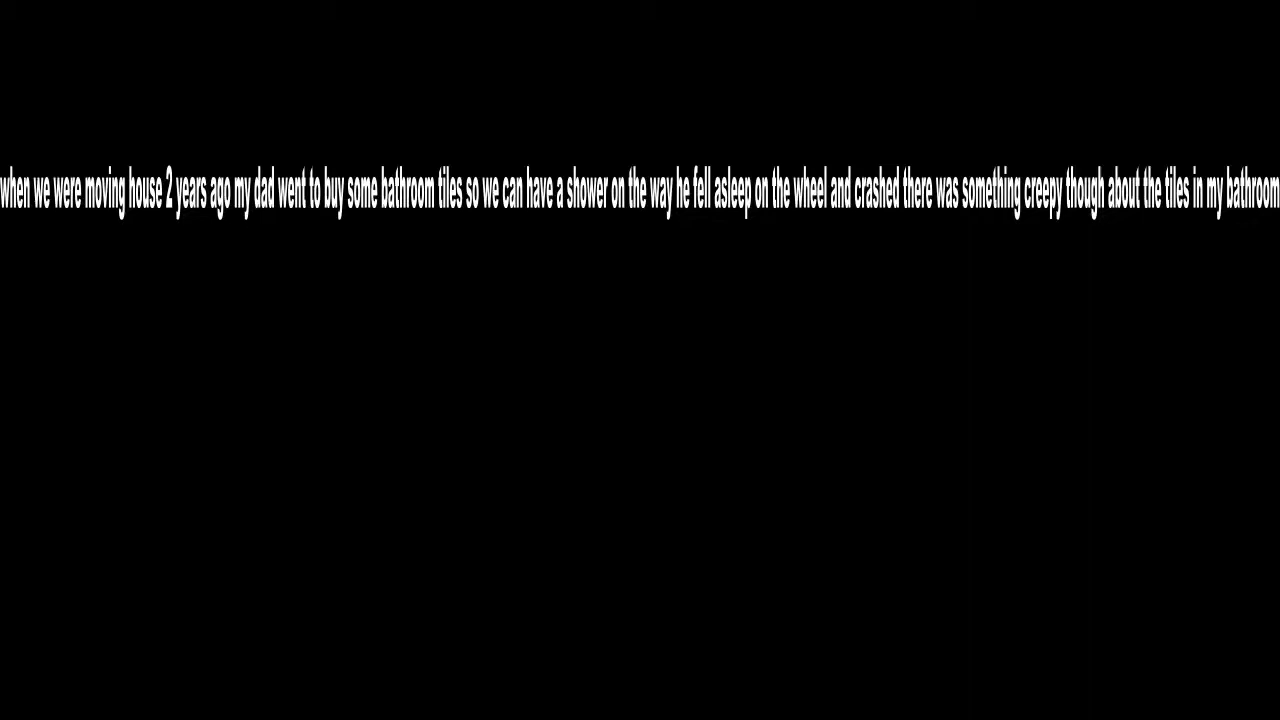 when we were moving house 2 years ago my dad went to buy some bathroom tiles so we can have a shower on the way he fell asleep on the wheel and crashed there was something creepy though about the tiles in my bathroom